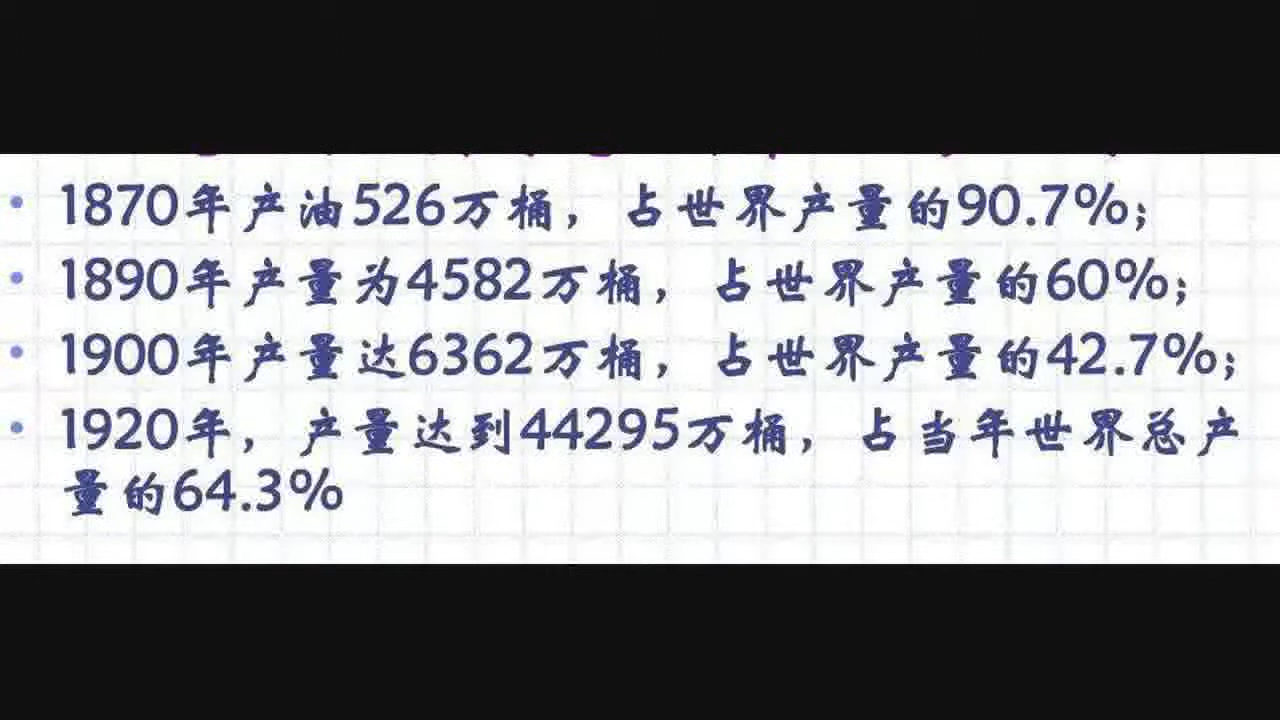 • 1870年产油526万桶，占世界产量的90.7%；
• 1890年产量为4582万桶，占世界产量的60%；
• 1900年产量达6362万桶，占世界产量的42.7%；
• 1920年，产量达到44295万桶，占当年世界总产
量的64.3%